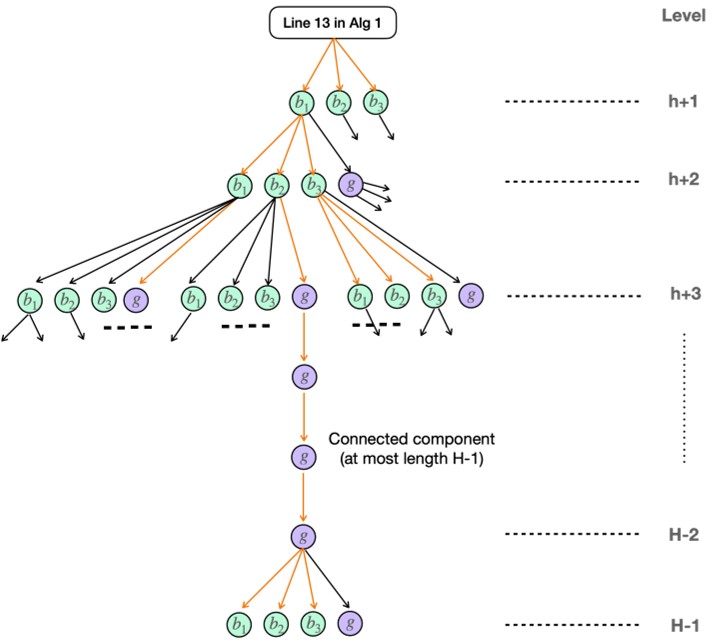 Level
Line 13 in Alg 1
b₁ b₂ b₃ h+1
b₁ b₂ b₃ g h+2
b₁ b₂ b₃ g b₁ b₂ b₃ g b₁ b₂ b₃ g h+3
g
Connected component
g (at most length H-1)
g H-2
b₁ b₂ b₃ g H-1